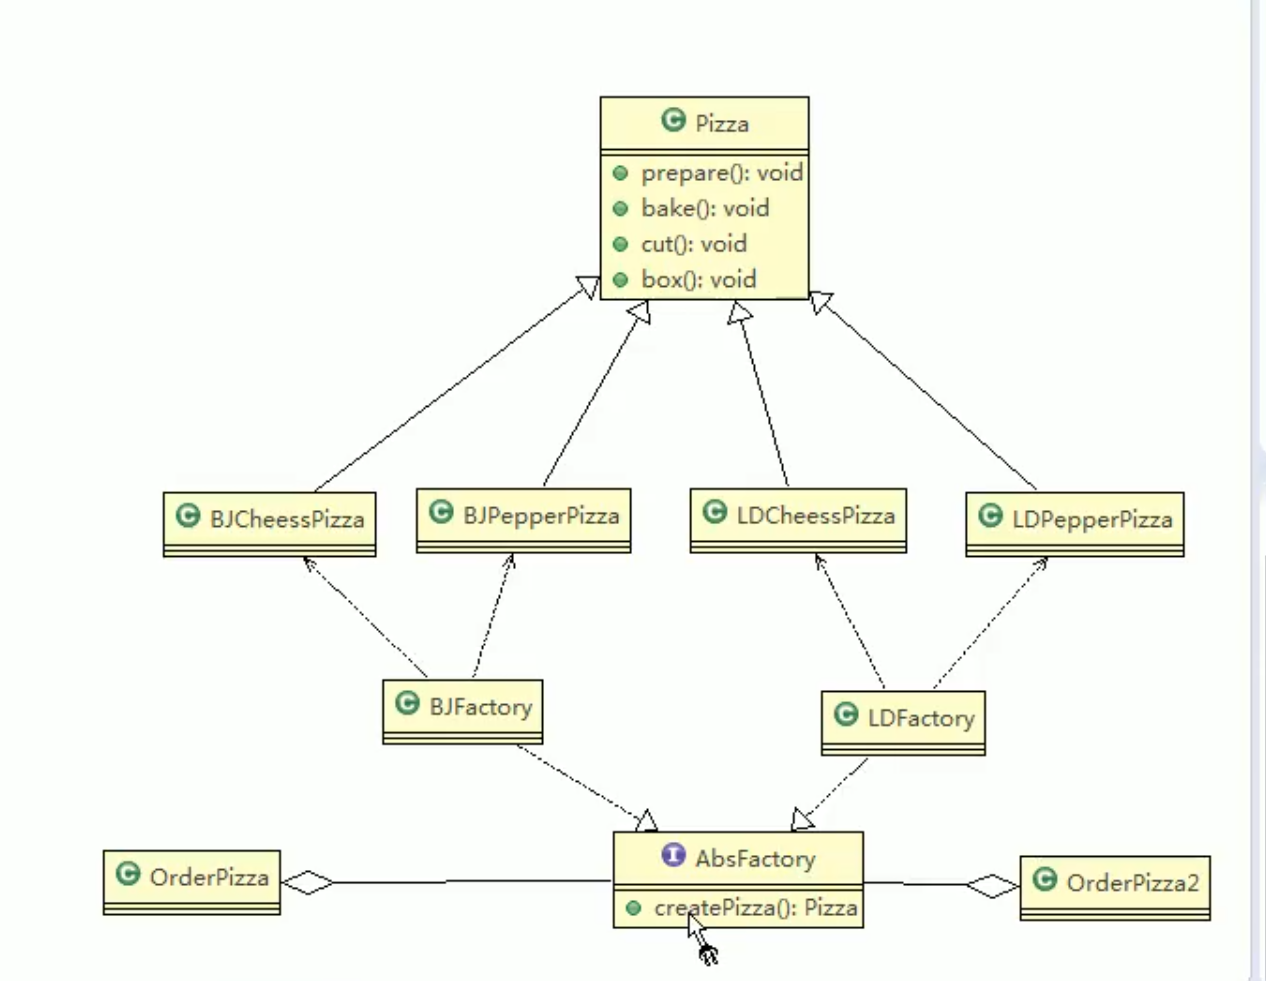 Pizza
prepare(): void
bake(): void
cut(): void
box(): void
BJCheessPizza
BJPepperPizza
LDCheessPizza
LDPepperPizza
BJFactory
LDFactory
AbsFactory
createPizza(): Pizza
OrderPizza
OrderPizza2